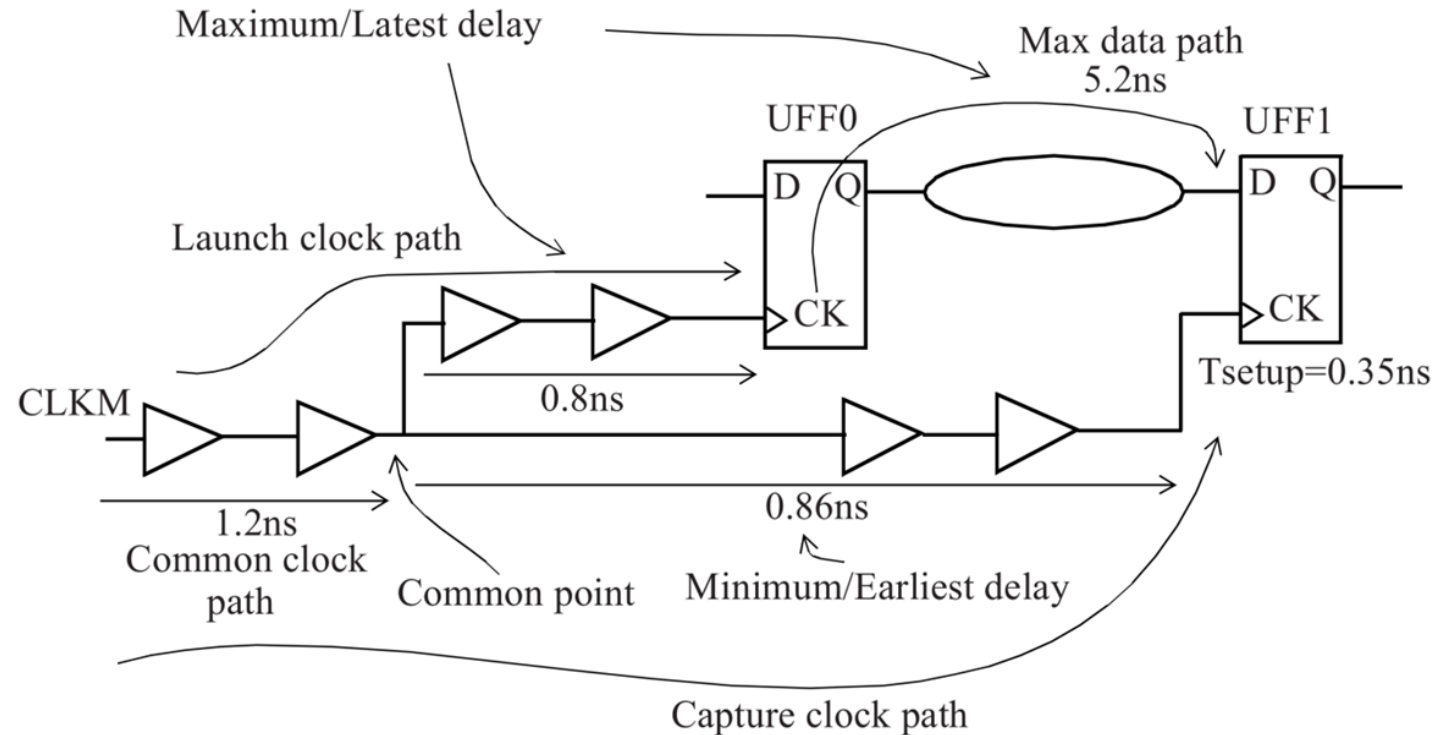 Maximum/Latest delay
Max data path
5.2ns
UFF0
UFF1
D Q
D Q
Launch clock path
CK
CK
Tsetup=0.35ns
0.8ns
CLKM
1.2ns
Common clock
path
Common point
0.86ns
Minimum/Earliest delay
Capture clock path